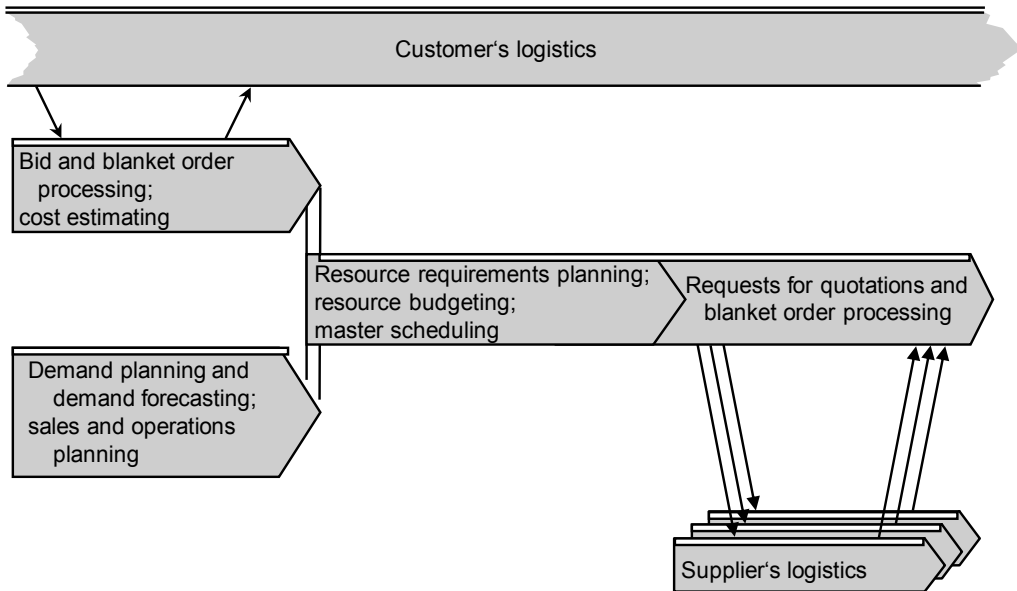 Customer‘s logistics
Bid and blanket order
processing;
cost estimating
Resource requirements planning;
resource budgeting;
master scheduling
Requests for quotations and
blanket order processing
Demand planning and
demand forecasting;
sales and operations
planning
Supplier‘s logistics